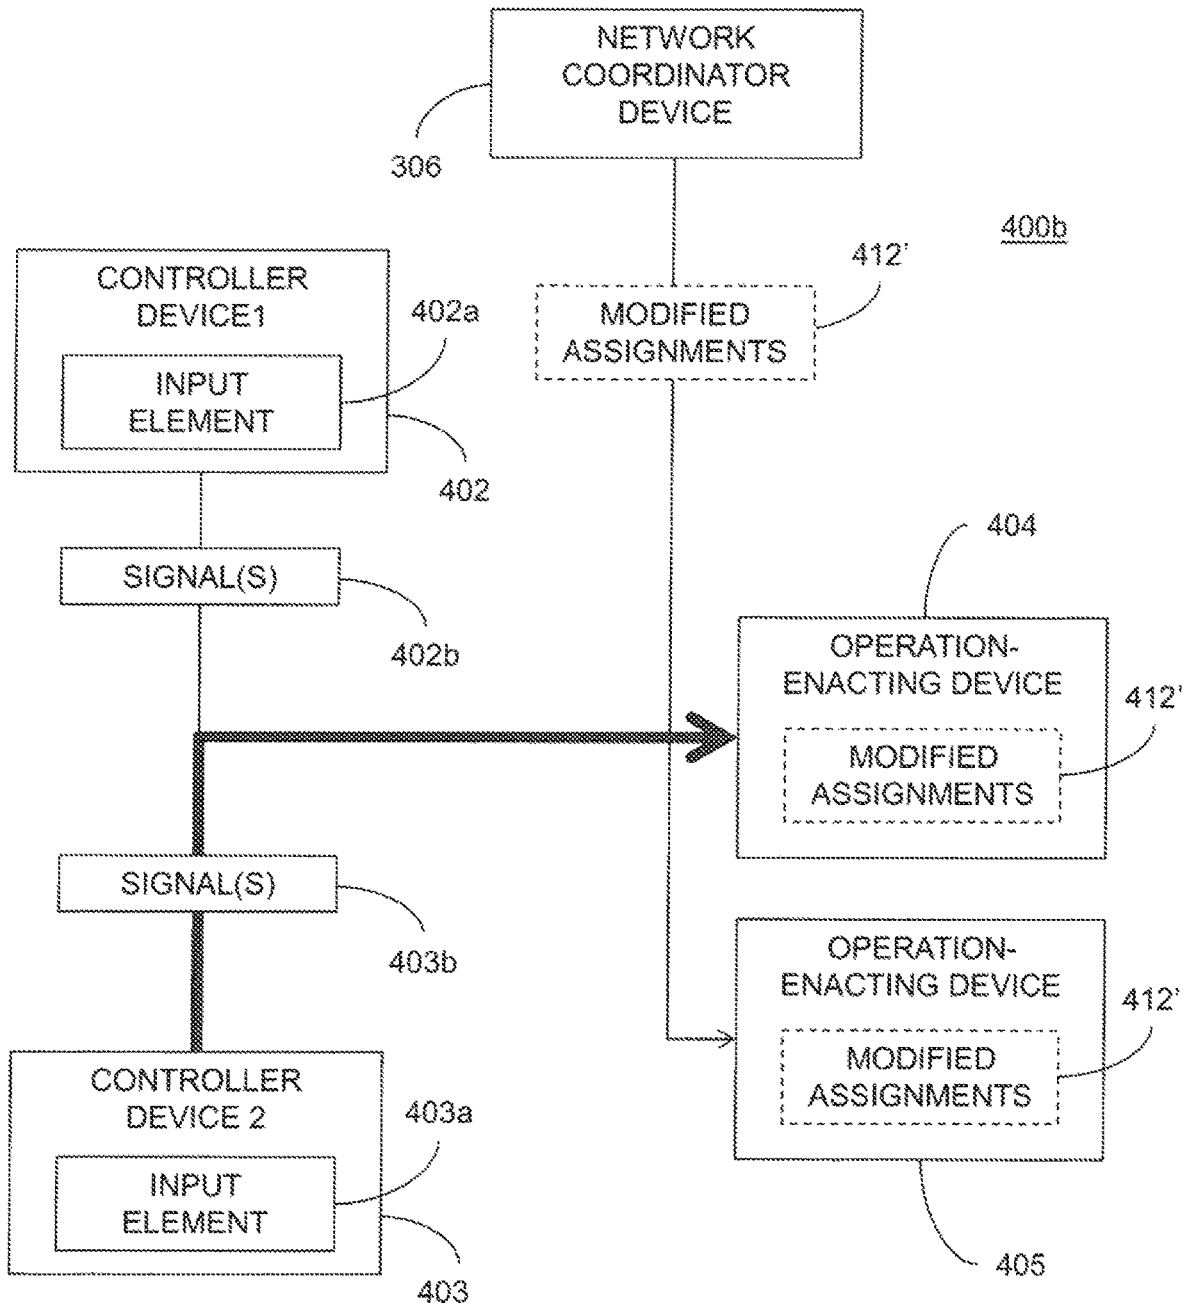 NETWORK
COORDINATOR
DEVICE
306
400b
412'
MODIFIED
ASSIGNMENTS
CONTROLLER
DEVICE1
402a
INPUT
ELEMENT
402
SIGNAL(S)
402b
404
OPERATION-
ENACTING DEVICE
412'
MODIFIED
ASSIGNMENTS
SIGNAL(S)
403b
OPERATION-
ENACTING DEVICE
412'
MODIFIED
ASSIGNMENTS
405
CONTROLLER
DEVICE 2
403a
INPUT
ELEMENT
403